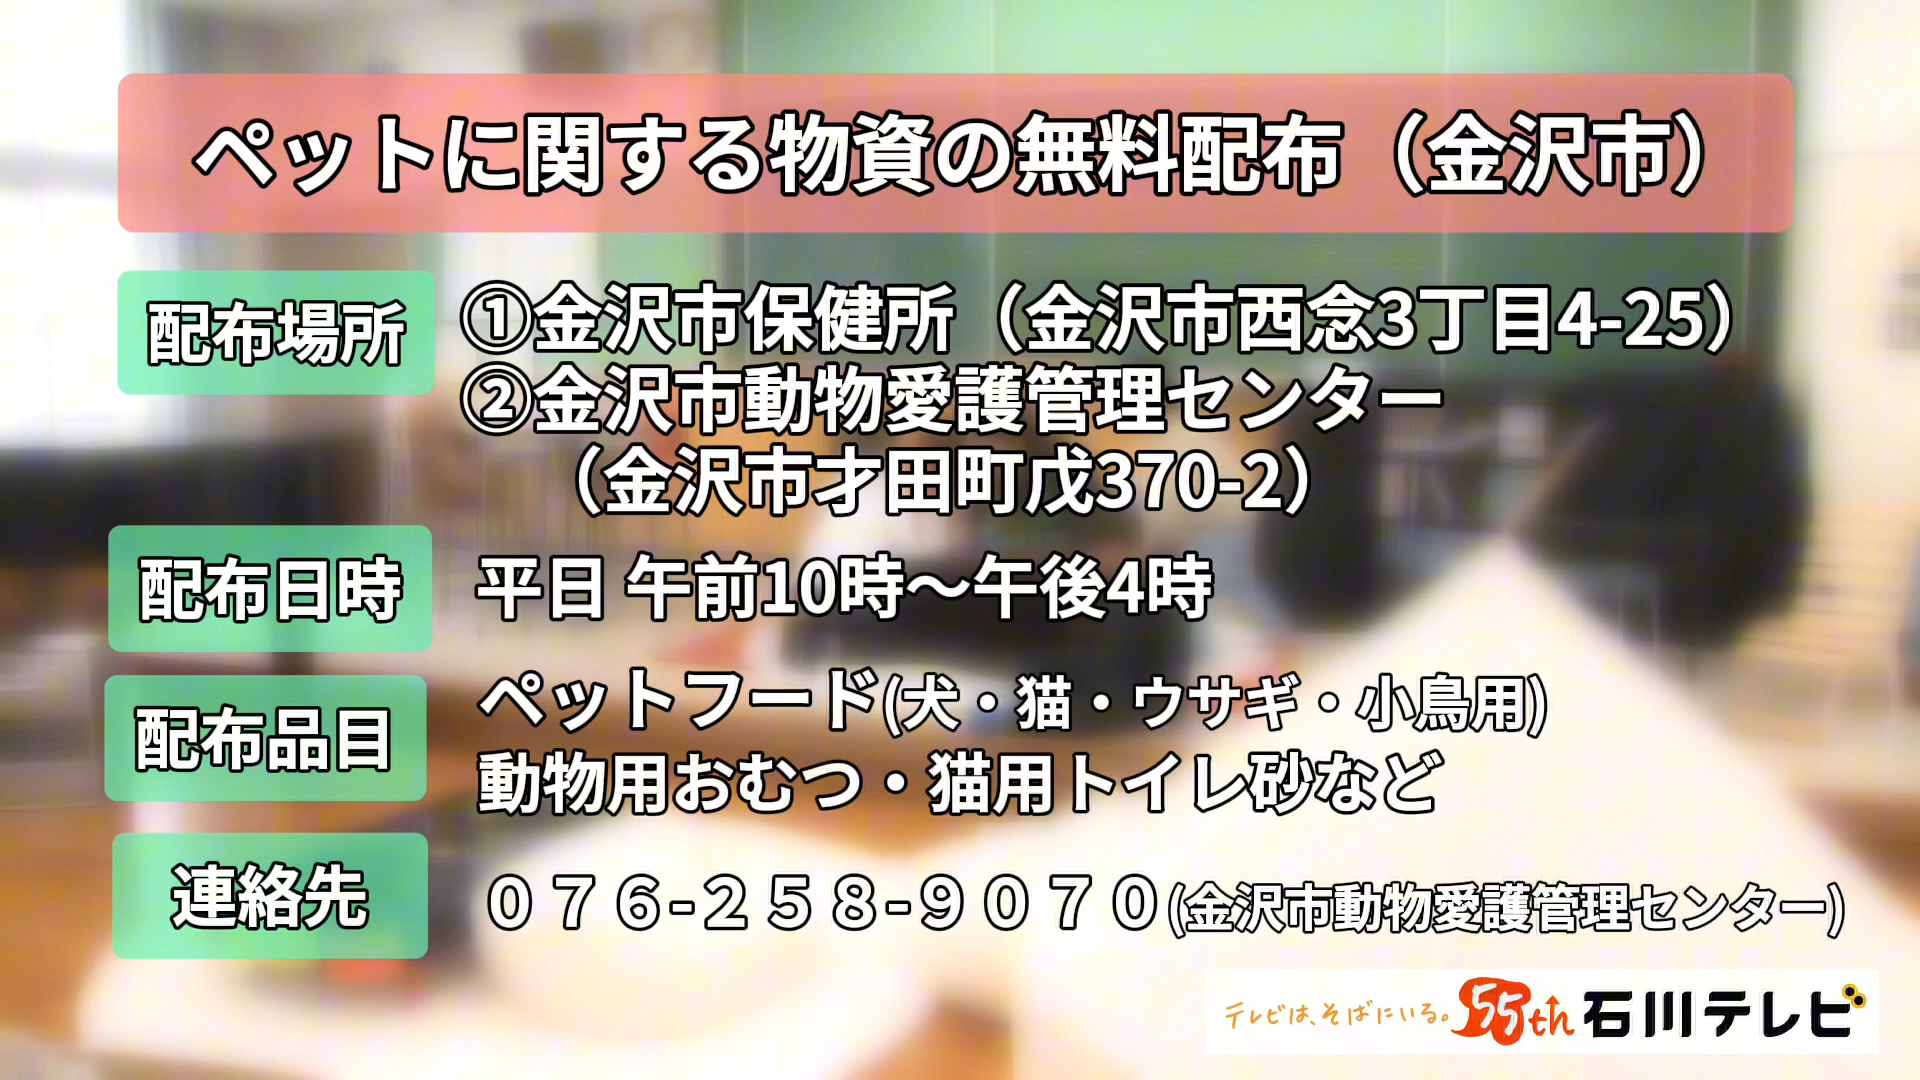 ペットに関する物資の無料配布（金沢市）
配布場所
①金沢市保健所（金沢市西念3丁目4-25）
②金沢市動物愛護管理センター
（金沢市才田町戊370-2）
配布日時
平日 午前10時～午後4時
配布品目
ペットフード(犬・猫・ウサギ・小鳥用)
動物用おむつ・猫用トイレ砂など
連絡先
０７６-２５８-９０７０(金沢市動物愛護管理センター)
テレビは、そばにいる。 55th 石川テレビ